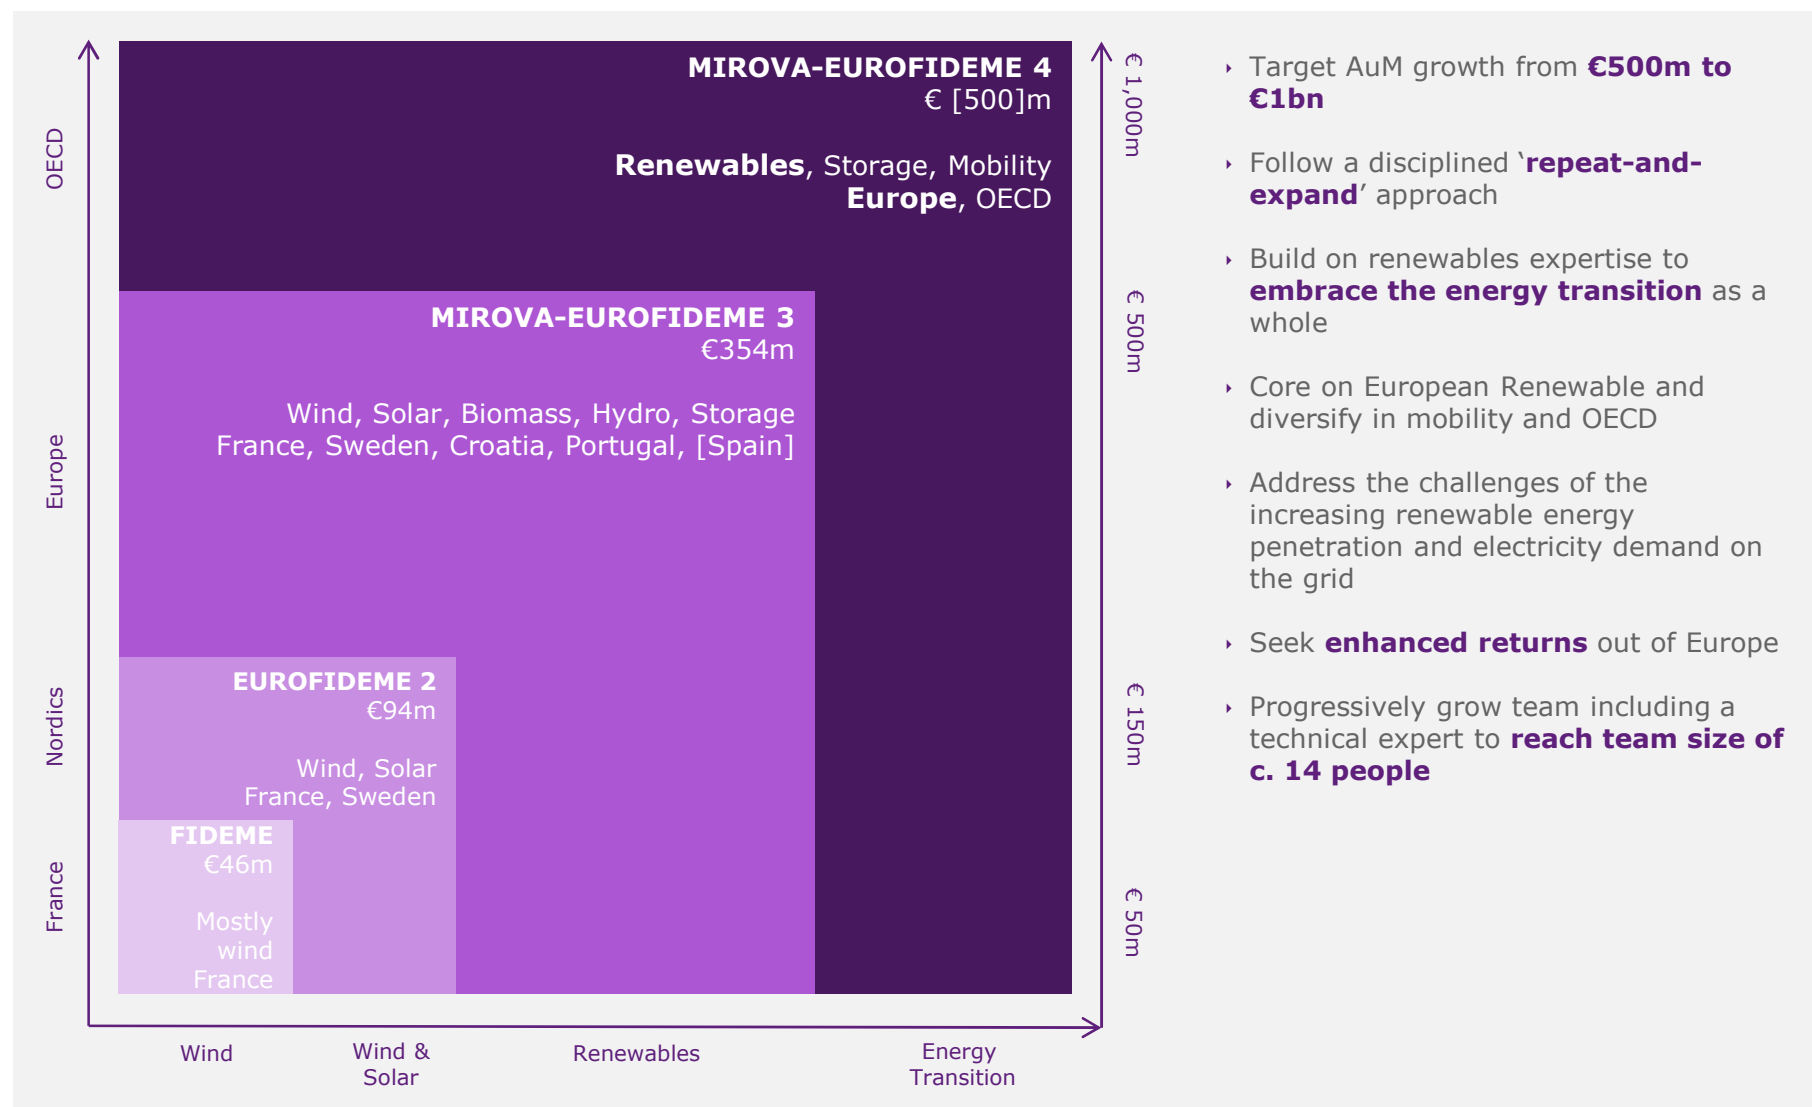 MIROVA-EUROFIDEME 4
€ [500]m
Renewables, Storage, Mobility
Europe, OECD
MIROVA-EUROFIDEME 3
€354m
Wind, Solar, Biomass, Hydro, Storage
France, Sweden, Croatia, Portugal, [Spain]
EUROFIDEME 2
€94m
Wind, Solar
France, Sweden
FIDEME
€46m
Mostly
wind
France
OECD
Europe
Nordics
France
€ 1,000m
€ 500m
€ 150m
€ 50m
Wind
Wind &
Solar
Renewables
Energy
Transition
‣ Target AuM growth from €500m to
€1bn
‣ Follow a disciplined ‘repeat-and-
expand’ approach
‣ Build on renewables expertise to
embrace the energy transition as a
whole
‣ Core on European Renewable and
diversify in mobility and OECD
‣ Address the challenges of the
increasing renewable energy
penetration and electricity demand on
the grid
‣ Seek enhanced returns out of Europe
‣ Progressively grow team including a
technical expert to reach team size of
c. 14 people